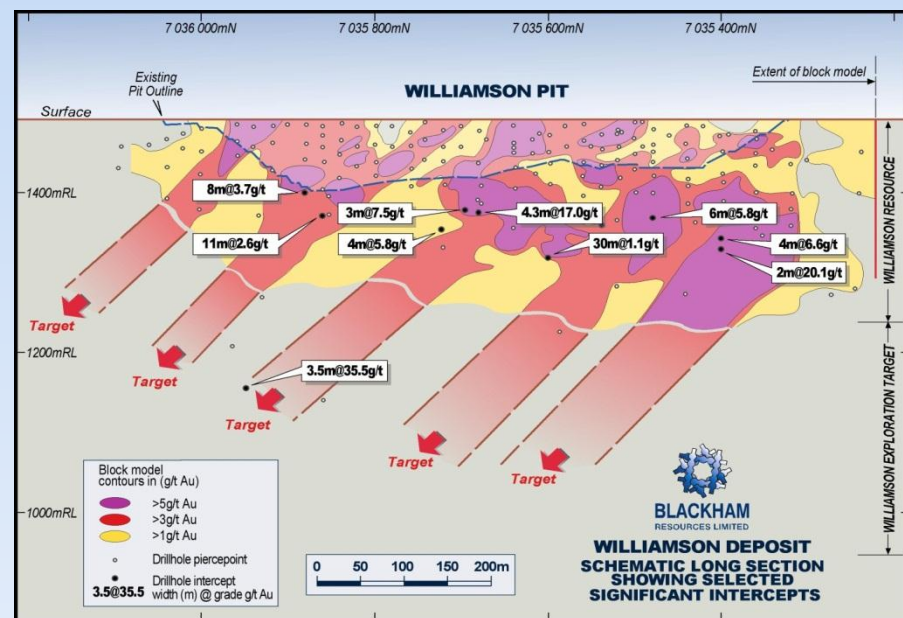 7 036 000mN
7 035 800mN
7 035 600mN
7 035 400mN
Existing
Pit Outline
WILLIAMSON PIT
Extent of block model
Surface
1400mRL
8m@3.7g/t
3m@7.5g/t
4.3m@17.0g/t
6m@5.8g/t
11m@2.6g/t
4m@5.8g/t
30m@1.1g/t
4m@6.6g/t
2m@20.1g/t
WILLIAMSON RESOURCE
Target
1200mRL
Target
3.5m@35.5g/t
Target
Target
Target
WILLIAMSON EXPLORATION TARGET
1000mRL
Block model
contours in (g/t Au)
>5g/t Au
>3g/t Au
>1g/t Au
Drillhole piercepoint
Drillhole intercept
3.5@35.5 width (m) @ grade g/t Au
0 50 100 150 200m
BLACKHAM
RESOURCES LIMITED
WILLIAMSON DEPOSIT
SCHEMATIC LONG SECTION
SHOWING SELECTED
SIGNIFICANT INTERCEPTS